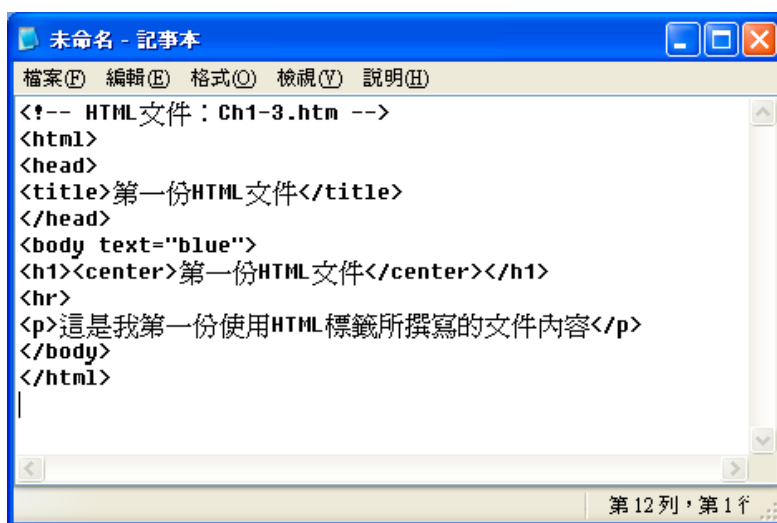 未命名 - 記事本
檔案(F) 編輯(E) 格式(O) 檢視(V) 說明(H)
<!-- HTML文件：Ch1-3.htm -->
<html>
<head>
<title>第一份HTML文件</title>
</head>
<body text="blue">
<h1><center>第一份HTML文件</center></h1>
<hr>
<p>這是我第一份使用HTML標籤所撰寫的文件內容</p>
</body>
</html>
第 12 列，第 1 行